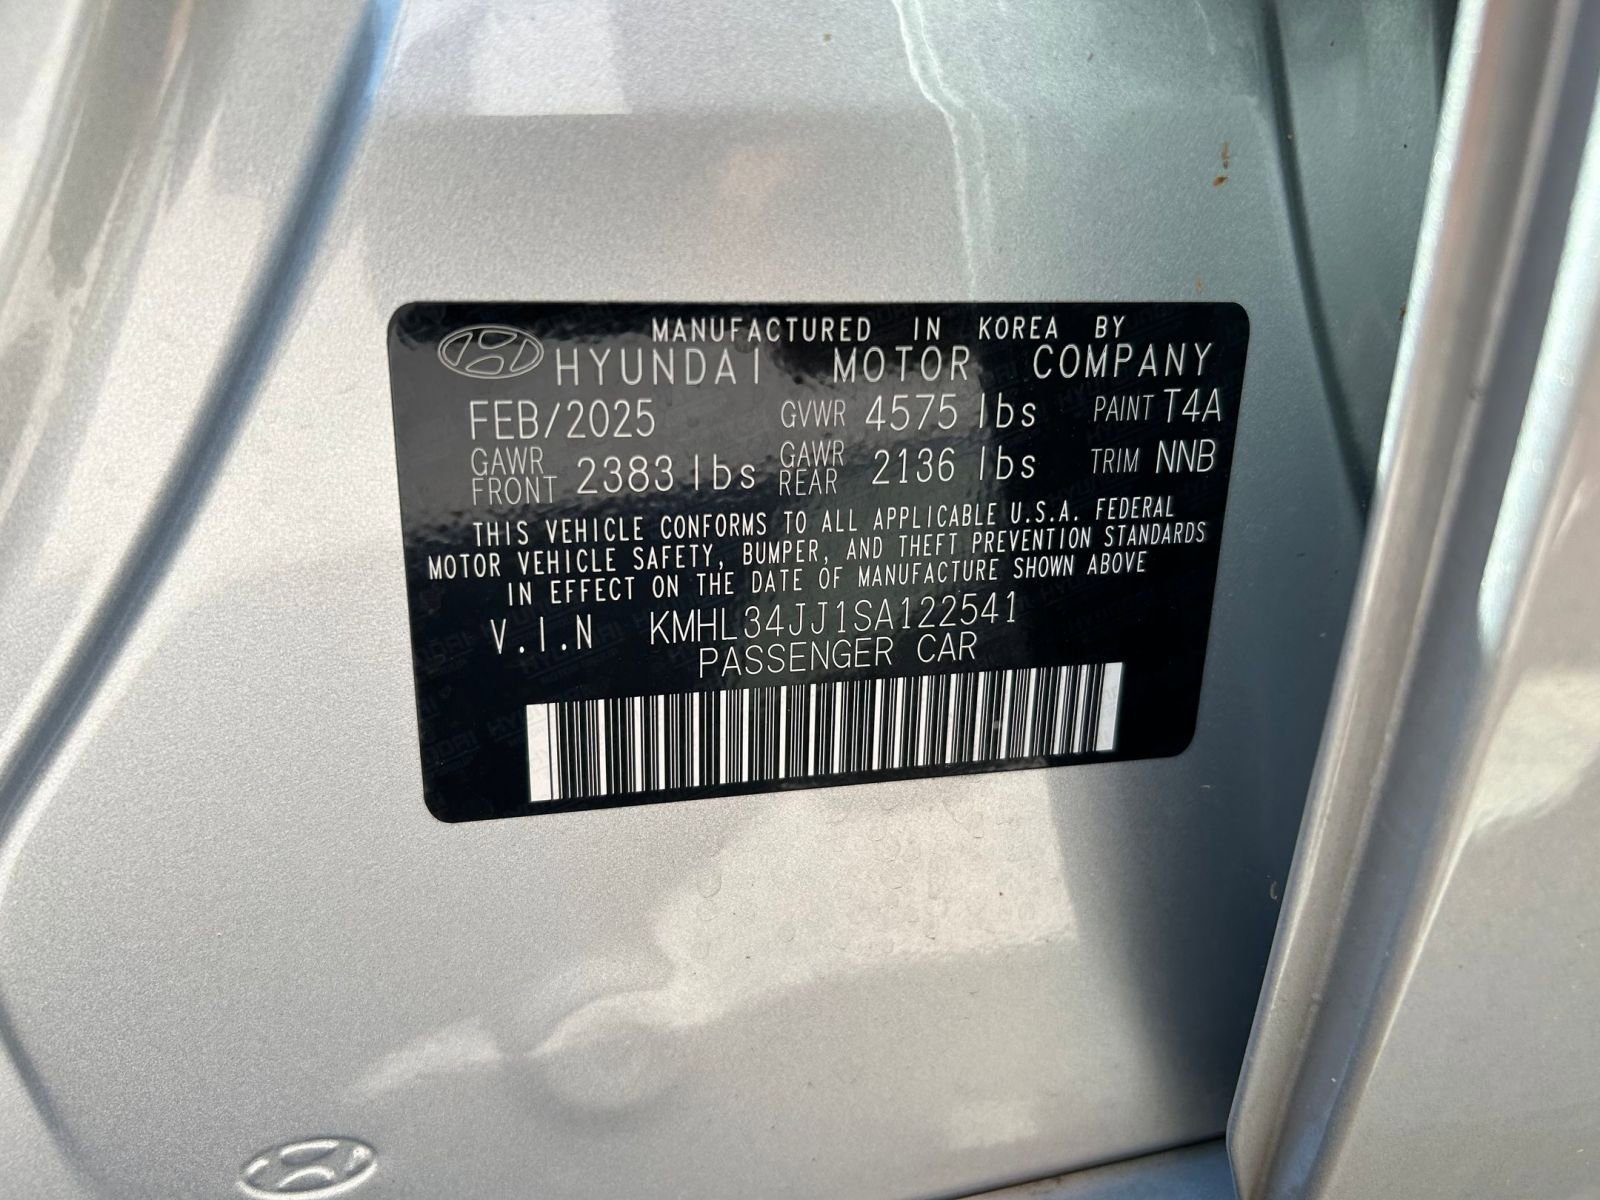 MANUFACTURED IN KOREA BY
HYUNDAI MOTOR COMPANY
FEB/2025 GVWR 4575 lbs PAINT T4A
GAWR FRONT 2383 lbs GAWR REAR 2136 lbs TRIM NNB
THIS VEHICLE CONFORMS TO ALL APPLICABLE U.S.A. FEDERAL
MOTOR VEHICLE SAFETY, BUMPER, AND THEFT PREVENTION STANDARDS
IN EFFECT ON THE DATE OF MANUFACTURE SHOWN ABOVE
V.I.N KMHL34JJ1SA122541
PASSENGER CAR